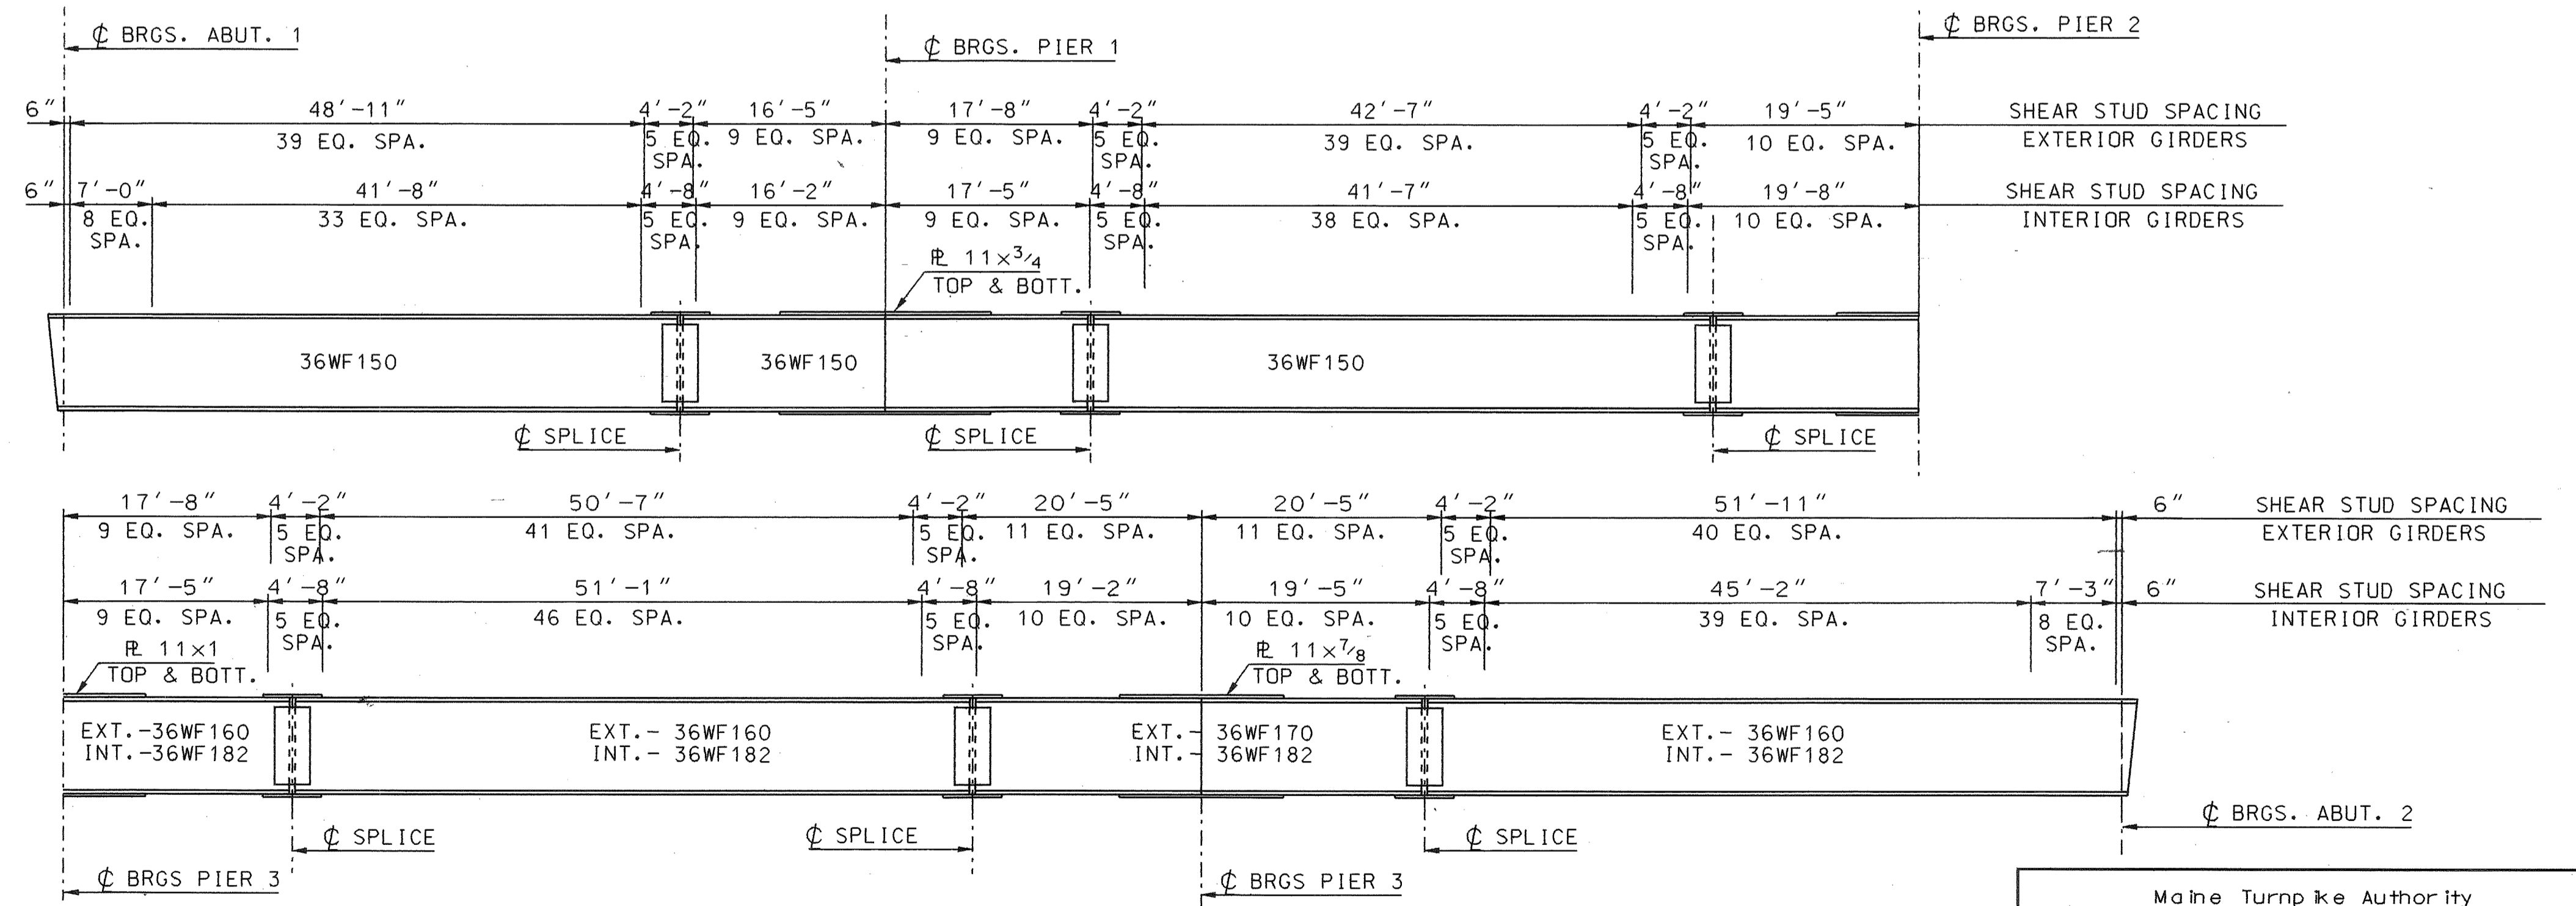 ℄ BRGS. ABUT. 1
℄ BRGS. PIER 1
℄ BRGS. PIER 2
6" 48'-11" 4'-2" 16'-5" 17'-8" 4'-2" 42'-7" 4'-2" 19'-5" SHEAR STUD SPACING
39 EQ. SPA. 5 EQ. SPA. 9 EQ. SPA. 9 EQ. SPA. 5 EQ. SPA. 39 EQ. SPA. 5 EQ. SPA. 10 EQ. SPA. EXTERIOR GIRDERS
6" 7'-0" 41'-8" 4'-8" 16'-2" 17'-5" 4'-8" 41'-7" 4'-8" 19'-8" SHEAR STUD SPACING
8 EQ. SPA. 33 EQ. SPA. 5 EQ. SPA. 9 EQ. SPA. 9 EQ. SPA. 5 EQ. SPA. 38 EQ. SPA. 5 EQ. SPA. 10 EQ. SPA. INTERIOR GIRDERS
℄ 11×3/4
TOP & BOTT.
36WF150 36WF150 36WF150
℄ SPLICE ℄ SPLICE ℄ SPLICE
17'-8" 4'-2" 50'-7" 4'-2" 20'-5" 20'-5" 4'-2" 51'-11" 6" SHEAR STUD SPACING
9 EQ. SPA. 5 EQ. SPA. 41 EQ. SPA. 5 EQ. SPA. 11 EQ. SPA. 11 EQ. SPA. 5 EQ. SPA. 40 EQ. SPA. EXTERIOR GIRDERS
17'-5" 4'-8" 51'-1" 4'-8" 19'-2" 19'-5" 4'-8" 45'-2" 7'-3" 6" SHEAR STUD SPACING
9 EQ. SPA. 5 EQ. SPA. 46 EQ. SPA. 5 EQ. SPA. 10 EQ. SPA. 10 EQ. SPA. 5 EQ. SPA. 39 EQ. SPA. 8 EQ. SPA. INTERIOR GIRDERS
PL 11×1
TOP & BOTT.
PL 11×7/8
TOP & BOTT.
EXT.-36WF160 EXT.- 36WF160 EXT.- 36WF170 EXT.- 36WF160
INT.-36WF182 INT.- 36WF182 INT.- 36WF182 INT.- 36WF182
℄ BRGS. ABUT. 2
℄ SPLICE ℄ SPLICE ℄ SPLICE
℄ BRGS PIER 3 ℄ BRGS PIER 3
Maine Turnpike Authority